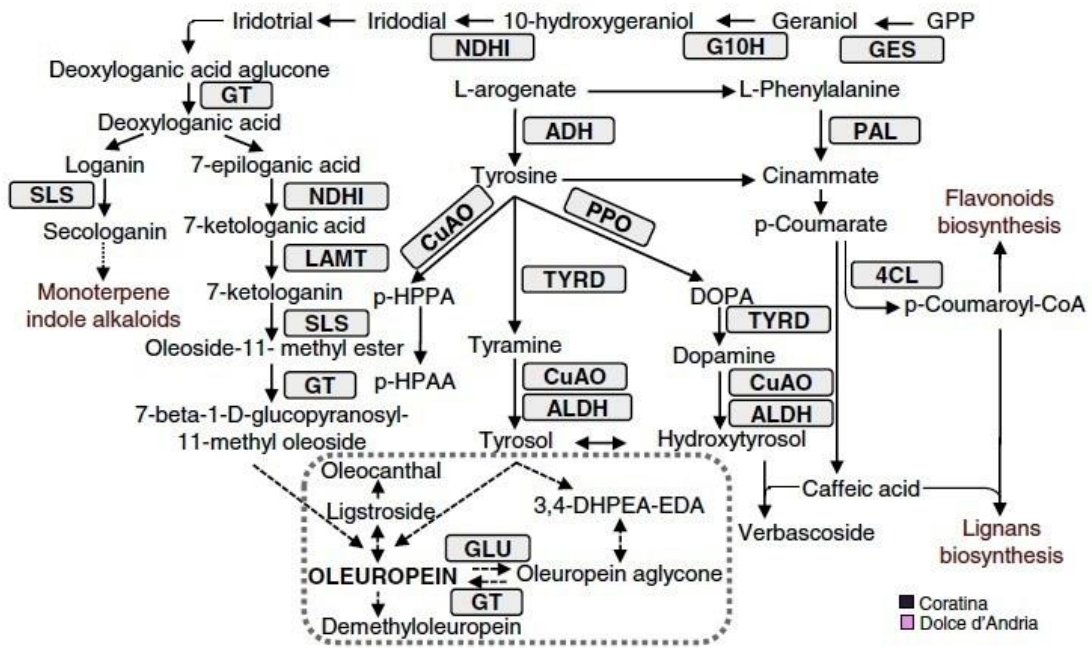 Iridotrial
Iridodial
10-hydroxygeraniol
Geraniol
GPP
NDHI
G10H
GES
Deoxyloganic acid aglucone
GT
L-arogenate
L-Phenylalanine
Deoxyloganic acid
ADH
PAL
Loganin
7-epiloganic acid
Tyrosine
Cinammate
SLS
NDHI
CuAO
PPO
Flavonoids
biosynthesis
Secologanin
7-ketologanic acid
p-Coumarate
LAMT
TYRD
4CL
Monoterpene
indole alkaloids
7-ketologanin
p-HPPA
DOPA
p-Coumaroyl-CoA
SLS
TYRD
Oleoside-11- methyl ester
Tyramine
Dopamine
GT
p-HPAA
CuAO
CuAO
ALDH
ALDH
7-beta-1-D-glucopyranosyl-
11-methyl oleoside
Tyrosol
Hydroxytyrosol
Oleocanthal
Caffeic acid
Ligstroside
3,4-DHPEA-EDA
Verbascoside
Lignans
biosynthesis
GLU
OLEUROPEIN
Oleuropein aglycone
GT
Demethyloleuropein
Coratina
Dolce d'Andria